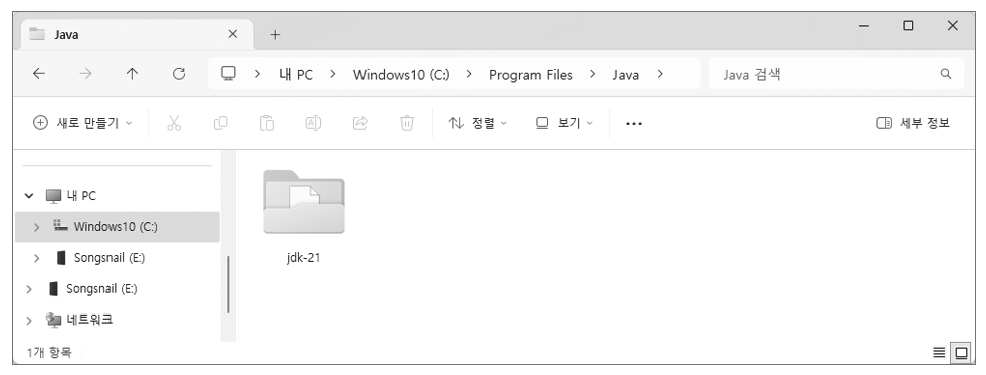 Java
내 PC > Windows10 (C:) > Program Files > Java >
Java 검색
새로 만들기
정렬
보기
세부 정보
내 PC
Windows10 (C:)
Songsnail (E:)
Songsnail (E:)
네트워크
jdk-21
1개 항목